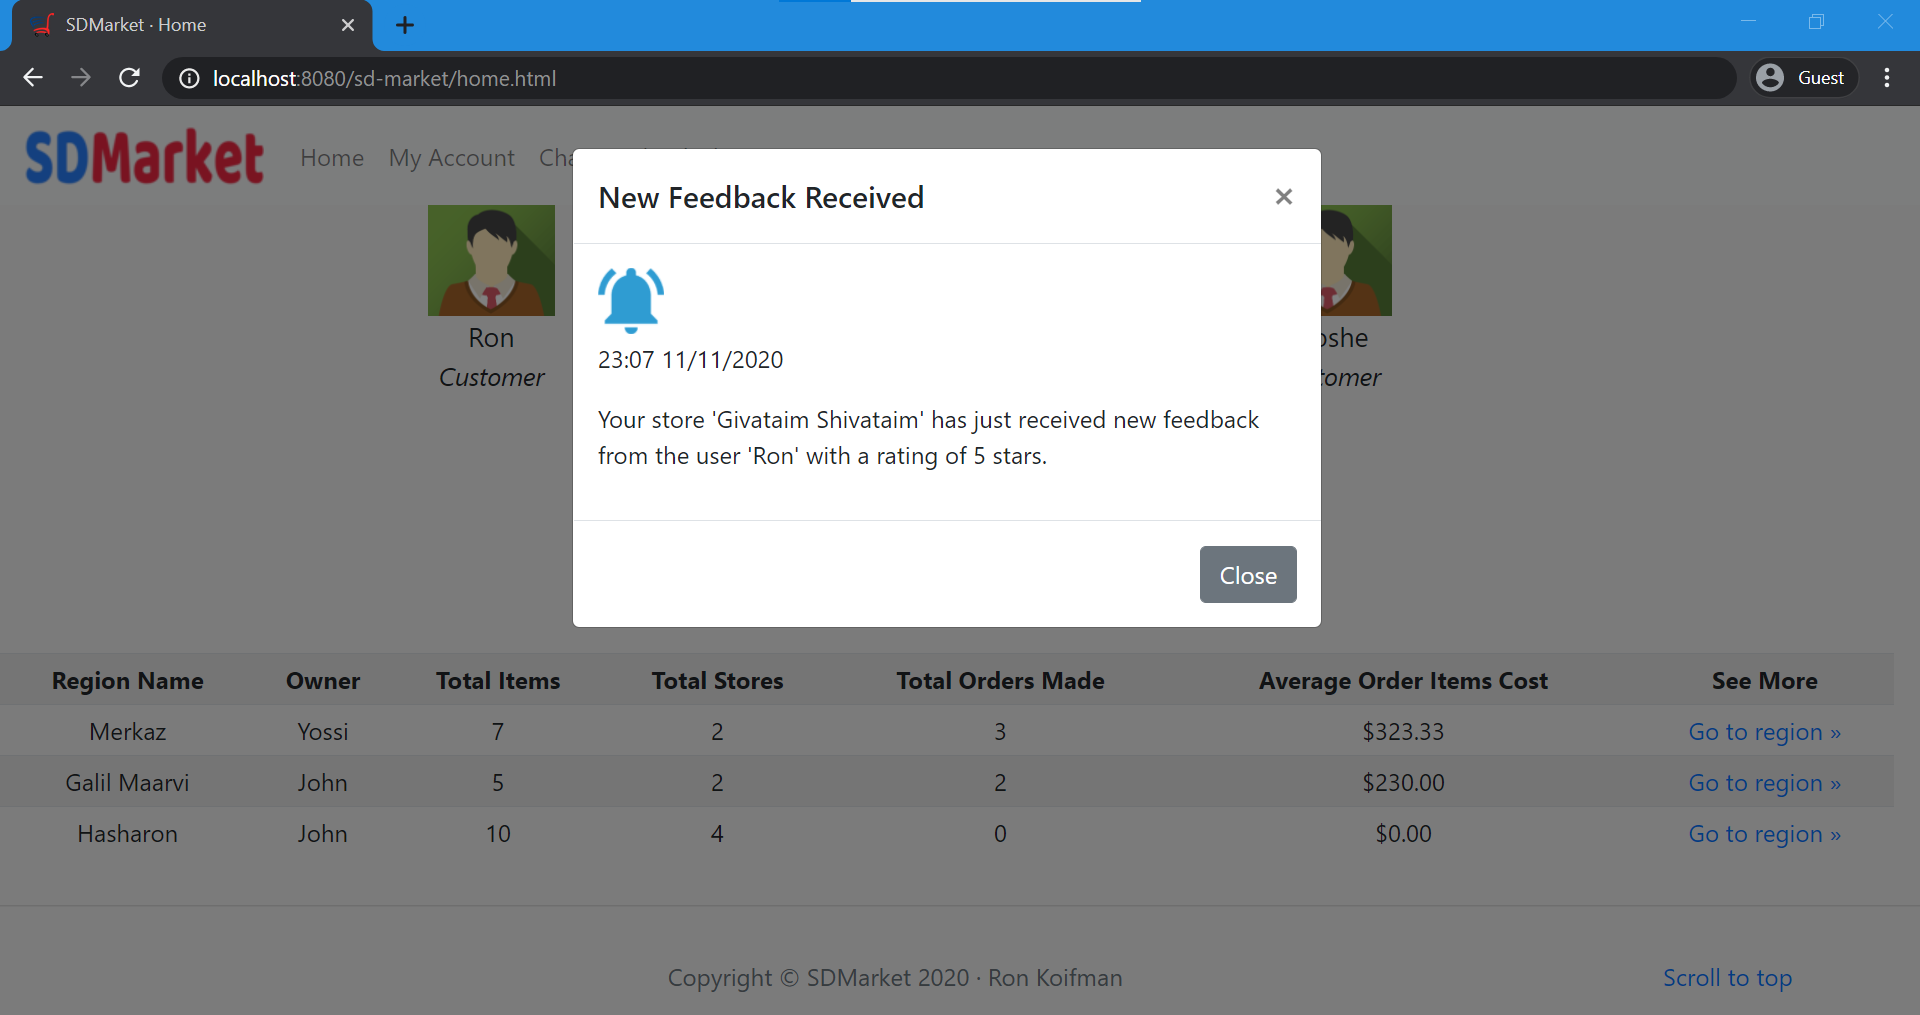 SDMarket · Home
localhost:8080/sd-market/home.html
Guest
SDMarket
Home My Account
New Feedback Received
23:07 11/11/2020
Your store 'Givataim Shivataim' has just received new feedback
from the user 'Ron' with a rating of 5 stars.
Close
Ron
Customer
Region Name Owner Total Items Total Stores Total Orders Made Average Order Items Cost See More
Merkaz Yossi 7 2 3 $323.33 Go to region »
Galil Maarvi John 5 2 2 $230.00 Go to region »
Hasharon John 10 4 0 $0.00 Go to region »
Copyright © SDMarket 2020 · Ron Koifman
Scroll to top